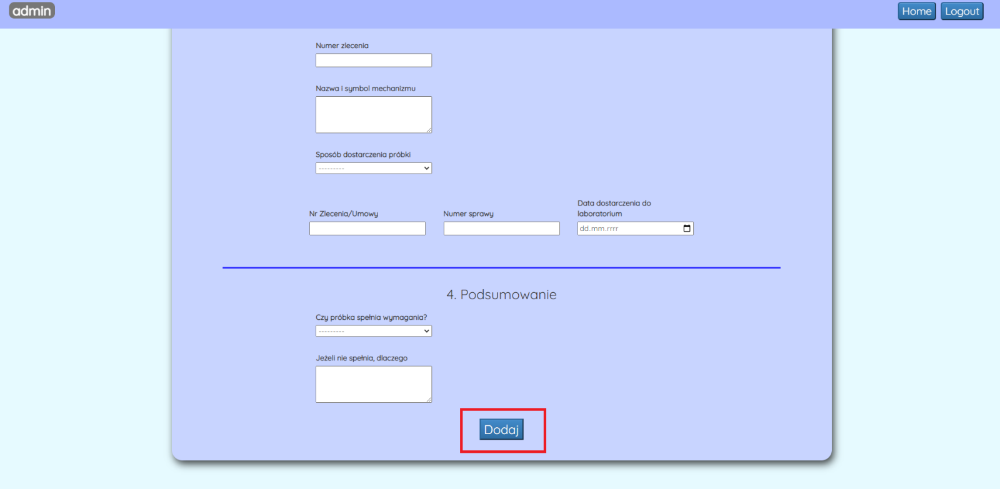 admin
Home
Logout
Numer zlecenia
Nazwa i symbol mechanizmu
Sposób dostarczenia próbki
---------
Nr Zlecenia/Umowy
Numer sprawy
Data dostarczenia do
laboratorium
dd.mm.rrrr
4. Podsumowanie
Czy próbka spełnia wymagania?
---------
Jeżeli nie spełnia, dlaczego
Dodaj